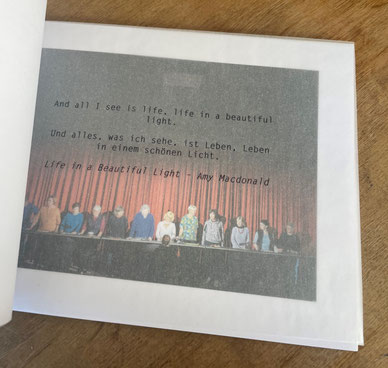 And all I see is life, life in a beautiful
light.
Und alles, was ich sehe, ist Leben, Leben
in einem schönen Licht.
Life in a Beautiful Light - Amy Macdonald